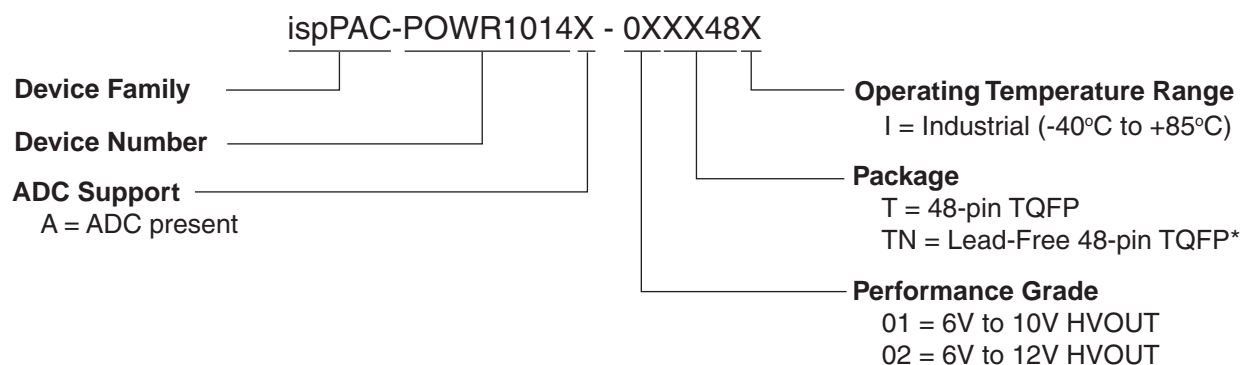 ispPAC-POWR1014X - 0XXX48X
Device Family
Device Number
ADC Support
A = ADC present
Operating Temperature Range
I = Industrial (-40°C to +85°C)
Package
T = 48-pin TQFP
TN = Lead-Free 48-pin TQFP*
Performance Grade
01 = 6V to 10V HVOUT
02 = 6V to 12V HVOUT